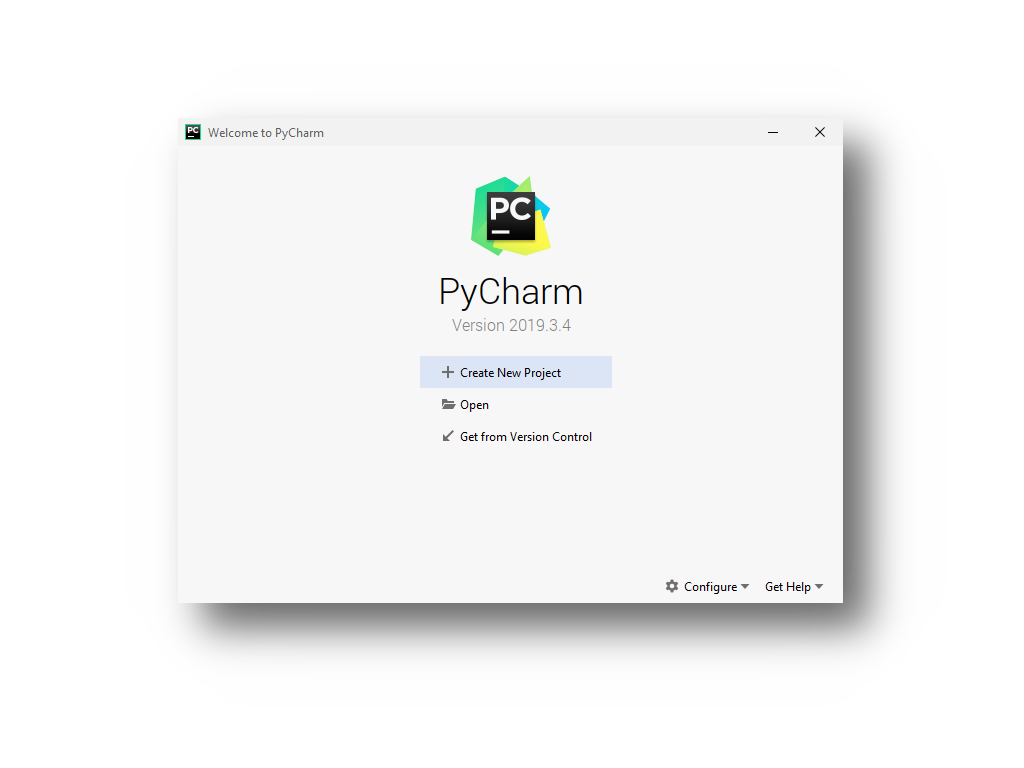 PC Welcome to PyCharm
PC
PyCharm
Version 2019.3.4
Create New Project
Open
Get from Version Control
Configure Get Help